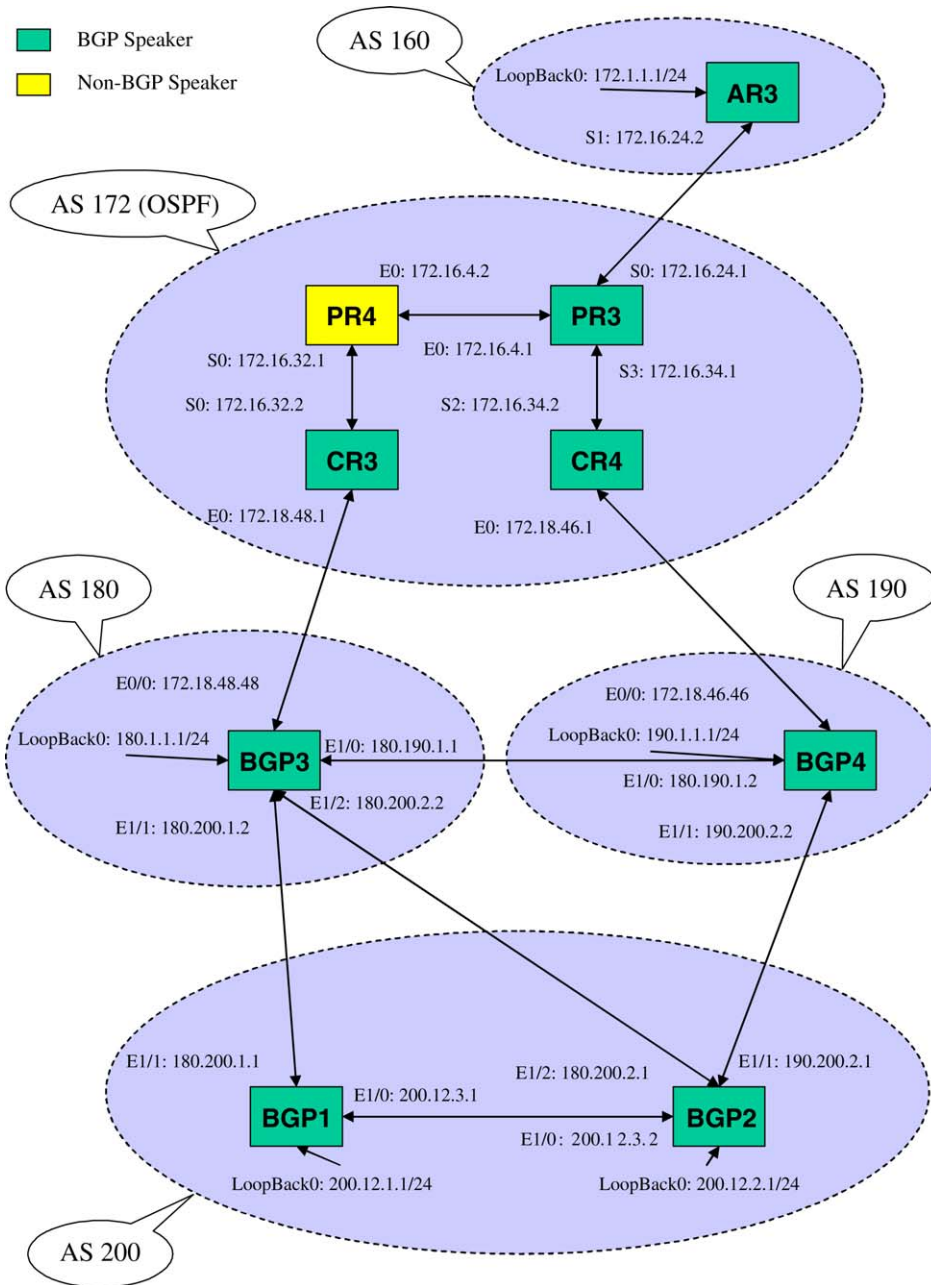 BGP Speaker
Non-BGP Speaker
AS 160
LoopBack0: 172.1.1.1/24
AR3
S1: 172.16.24.2
AS 172 (OSPF)
E0: 172.16.4.2
S0: 172.16.24.1
PR4
PR3
E0: 172.16.4.1
S0: 172.16.32.1
S3: 172.16.34.1
S0: 172.16.32.2
S2: 172.16.34.2
CR3
CR4
E0: 172.18.48.1
E0: 172.18.46.1
AS 180
AS 190
E0/0: 172.18.48.48
E0/0: 172.18.46.46
LoopBack0: 180.1.1.1/24
BGP3
E1/0: 180.190.1.1
LoopBack0: 190.1.1.1/24
BGP4
E1/0: 180.190.1.2
E1/2: 180.200.2.2
E1/1: 180.200.1.2
E1/1: 190.200.2.2
E1/1: 180.200.1.1
E1/2: 180.200.2.1
E1/1: 190.200.2.1
BGP1
E1/0: 200.12.3.1
BGP2
E1/0: 200.12.3.2
LoopBack0: 200.12.1.1/24
LoopBack0: 200.12.2.1/24
AS 200